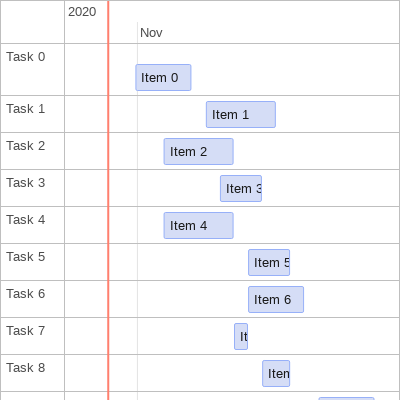 2020
Nov
Task 0
Item 0
Task 1
Item 1
Task 2
Item 2
Task 3
Item 3
Task 4
Item 4
Task 5
Item 5
Task 6
Item 6
Task 7
It
Task 8
Item